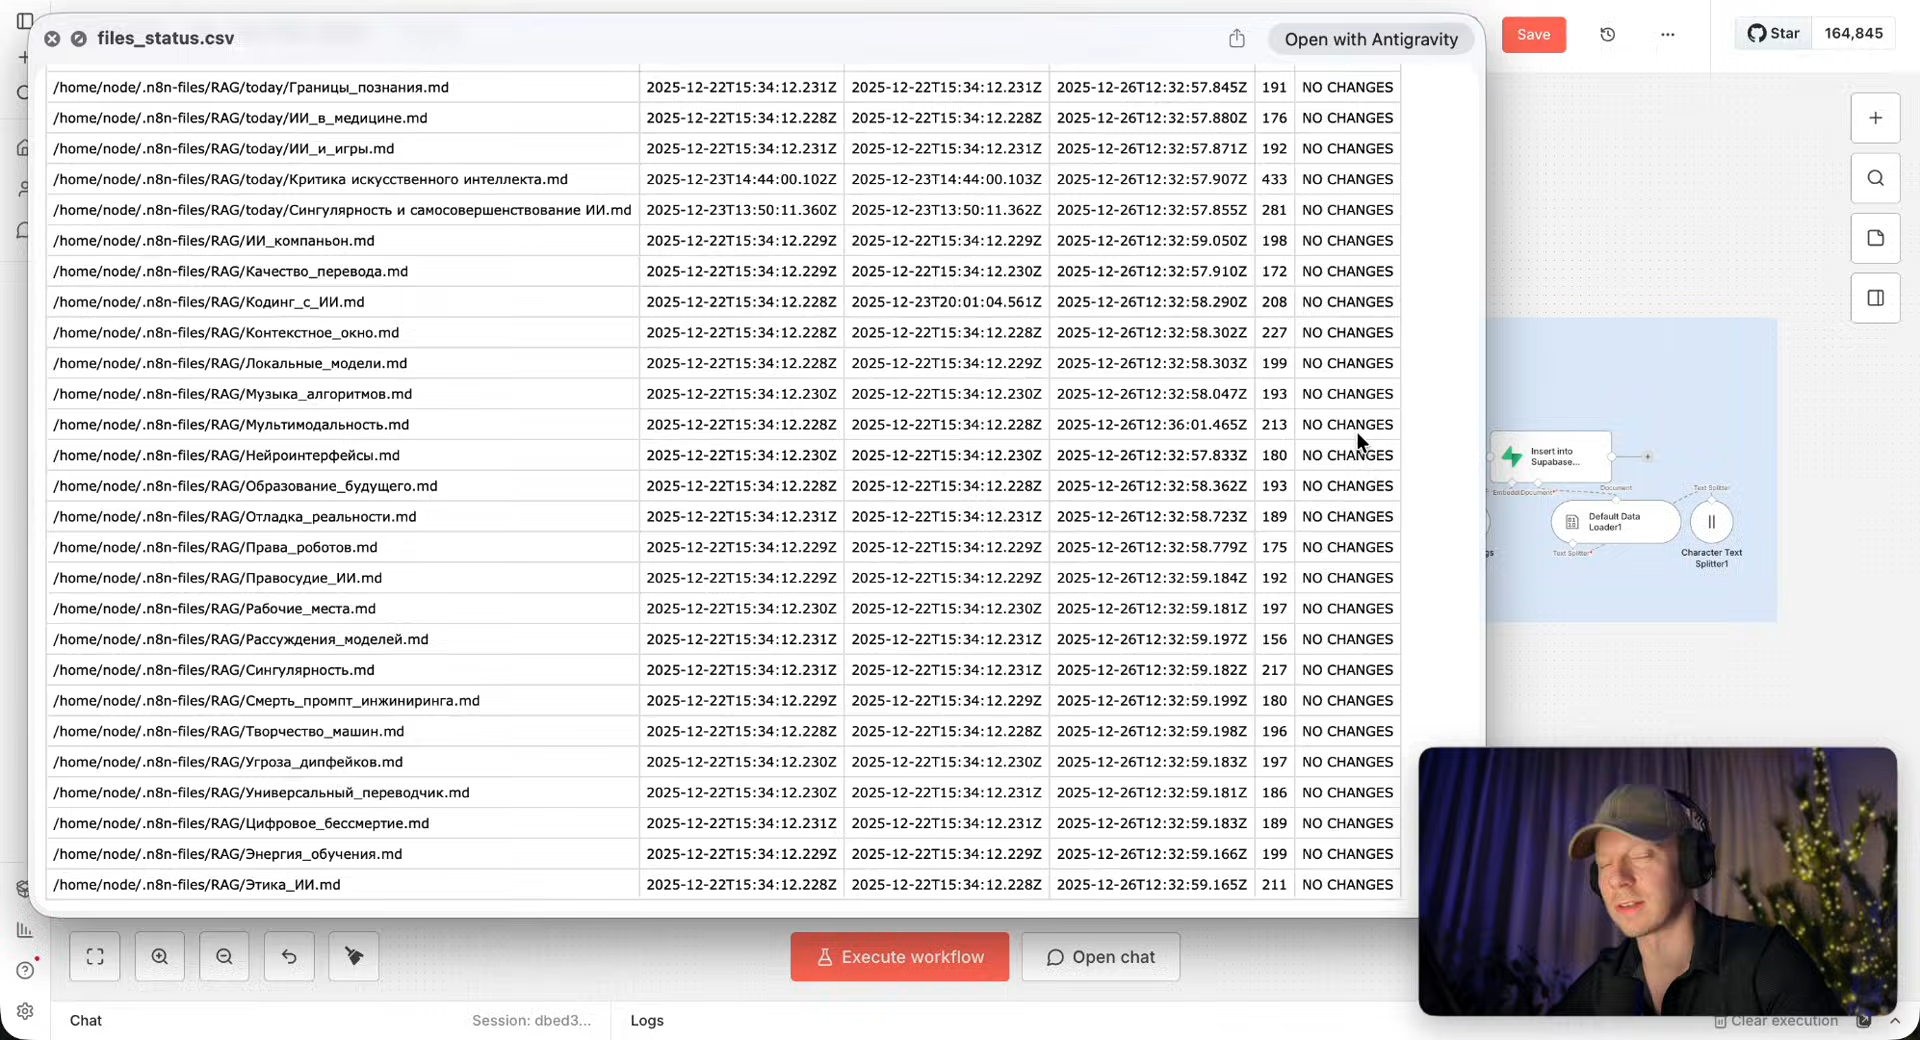 files_status.csv
Open with Antigravity
Save
Star
164,845
/home/node/.n8n-files/RAG/today/Границы_познания.md 2025-12-22T15:34:12.231Z 2025-12-22T15:34:12.231Z 2025-12-26T12:32:57.845Z 191 NO CHANGES
/home/node/.n8n-files/RAG/today/ИИ_в_медицине.md 2025-12-22T15:34:12.228Z 2025-12-22T15:34:12.228Z 2025-12-26T12:32:57.880Z 176 NO CHANGES
/home/node/.n8n-files/RAG/today/ИИ_и_игры.md 2025-12-22T15:34:12.231Z 2025-12-22T15:34:12.231Z 2025-12-26T12:32:57.871Z 192 NO CHANGES
/home/node/.n8n-files/RAG/today/Критика искусственного интеллекта.md 2025-12-23T14:44:00.102Z 2025-12-23T14:44:00.103Z 2025-12-26T12:32:57.907Z 433 NO CHANGES
/home/node/.n8n-files/RAG/today/Сингулярность и самосовершенствование ИИ.md 2025-12-23T13:50:11.360Z 2025-12-23T13:50:11.362Z 2025-12-26T12:32:57.855Z 281 NO CHANGES
/home/node/.n8n-files/RAG/ИИ_компаньон.md 2025-12-22T15:34:12.229Z 2025-12-22T15:34:12.229Z 2025-12-26T12:32:59.050Z 198 NO CHANGES
/home/node/.n8n-files/RAG/Качество_перевода.md 2025-12-22T15:34:12.229Z 2025-12-22T15:34:12.230Z 2025-12-26T12:32:57.910Z 172 NO CHANGES
/home/node/.n8n-files/RAG/Кодинг_с_ИИ.md 2025-12-22T15:34:12.228Z 2025-12-23T20:01:04.561Z 2025-12-26T12:32:58.290Z 208 NO CHANGES
/home/node/.n8n-files/RAG/Контекстное_окно.md 2025-12-22T15:34:12.228Z 2025-12-22T15:34:12.228Z 2025-12-26T12:32:58.302Z 227 NO CHANGES
/home/node/.n8n-files/RAG/Локальные_модели.md 2025-12-22T15:34:12.228Z 2025-12-22T15:34:12.229Z 2025-12-26T12:32:58.303Z 199 NO CHANGES
/home/node/.n8n-files/RAG/Музыка_алгоритмов.md 2025-12-22T15:34:12.230Z 2025-12-22T15:34:12.230Z 2025-12-26T12:32:58.047Z 193 NO CHANGES
/home/node/.n8n-files/RAG/Мультимодальность.md 2025-12-22T15:34:12.228Z 2025-12-22T15:34:12.228Z 2025-12-26T12:36:01.465Z 213 NO CHANGES
/home/node/.n8n-files/RAG/Нейроинтерфейсы.md 2025-12-22T15:34:12.230Z 2025-12-22T15:34:12.230Z 2025-12-26T12:32:57.833Z 180 NO CHANGES
/home/node/.n8n-files/RAG/Образование_будущего.md 2025-12-22T15:34:12.228Z 2025-12-22T15:34:12.228Z 2025-12-26T12:32:58.362Z 193 NO CHANGES
/home/node/.n8n-files/RAG/Отладка_реальности.md 2025-12-22T15:34:12.231Z 2025-12-22T15:34:12.231Z 2025-12-26T12:32:58.723Z 189 NO CHANGES
/home/node/.n8n-files/RAG/Права_роботов.md 2025-12-22T15:34:12.229Z 2025-12-22T15:34:12.229Z 2025-12-26T12:32:58.779Z 175 NO CHANGES
/home/node/.n8n-files/RAG/Правосудие_ИИ.md 2025-12-22T15:34:12.229Z 2025-12-22T15:34:12.229Z 2025-12-26T12:32:59.184Z 192 NO CHANGES
/home/node/.n8n-files/RAG/Рабочие_места.md 2025-12-22T15:34:12.230Z 2025-12-22T15:34:12.230Z 2025-12-26T12:32:59.181Z 197 NO CHANGES
/home/node/.n8n-files/RAG/Рассуждения_моделей.md 2025-12-22T15:34:12.231Z 2025-12-22T15:34:12.231Z 2025-12-26T12:32:59.197Z 156 NO CHANGES
/home/node/.n8n-files/RAG/Сингулярность.md 2025-12-22T15:34:12.231Z 2025-12-22T15:34:12.231Z 2025-12-26T12:32:59.182Z 217 NO CHANGES
/home/node/.n8n-files/RAG/Смерть_промпт_инжиниринга.md 2025-12-22T15:34:12.229Z 2025-12-22T15:34:12.229Z 2025-12-26T12:32:59.199Z 180 NO CHANGES
/home/node/.n8n-files/RAG/Творчество_машин.md 2025-12-22T15:34:12.228Z 2025-12-22T15:34:12.228Z 2025-12-26T12:32:59.198Z 196 NO CHANGES
/home/node/.n8n-files/RAG/Угроза_дипфейков.md 2025-12-22T15:34:12.230Z 2025-12-22T15:34:12.230Z 2025-12-26T12:32:59.183Z 197 NO CHANGES
/home/node/.n8n-files/RAG/Универсальный_переводчик.md 2025-12-22T15:34:12.230Z 2025-12-22T15:34:12.231Z 2025-12-26T12:32:59.181Z 186 NO CHANGES
/home/node/.n8n-files/RAG/Цифровое_бессмертие.md 2025-12-22T15:34:12.231Z 2025-12-22T15:34:12.231Z 2025-12-26T12:32:59.183Z 189 NO CHANGES
/home/node/.n8n-files/RAG/Энергия_обучения.md 2025-12-22T15:34:12.229Z 2025-12-22T15:34:12.229Z 2025-12-26T12:32:59.166Z 199 NO CHANGES
/home/node/.n8n-files/RAG/Этика_ИИ.md 2025-12-22T15:34:12.228Z 2025-12-22T15:34:12.228Z 2025-12-26T12:32:59.165Z 211 NO CHANGES
Insert into
Supabase...
Document
Text Splitter
Default Data
Loader1
Text Splitter*
Character Text
Splitter1
Execute workflow
Open chat
Chat
Session: dbed3...
Logs
Clear execution